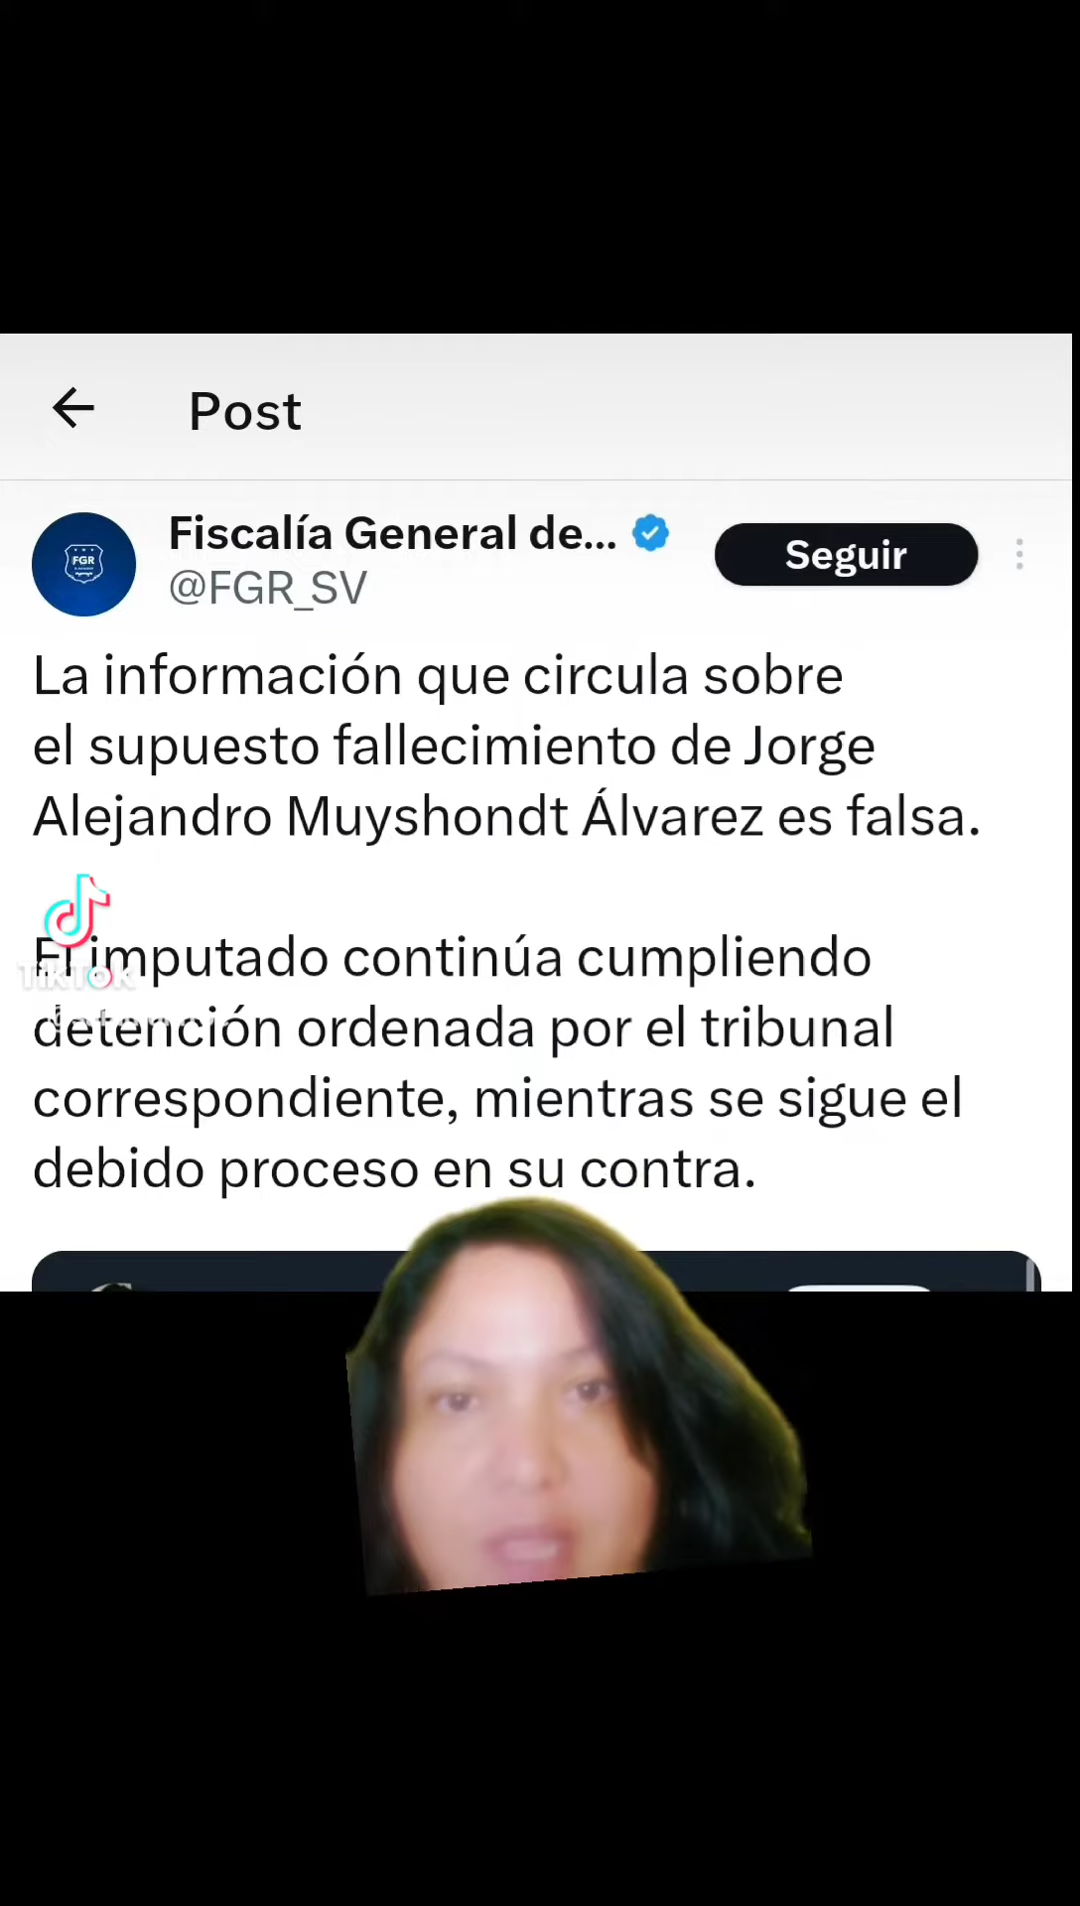 Post
Fiscalía General de...
@FGR_SV
Seguir
FGR
La información que circula sobre
el supuesto fallecimiento de Jorge
Alejandro Muyshondt Álvarez es falsa.
El imputado continúa cumpliendo
detención ordenada por el tribunal
correspondiente, mientras se sigue el
debido proceso en su contra.
TikTok